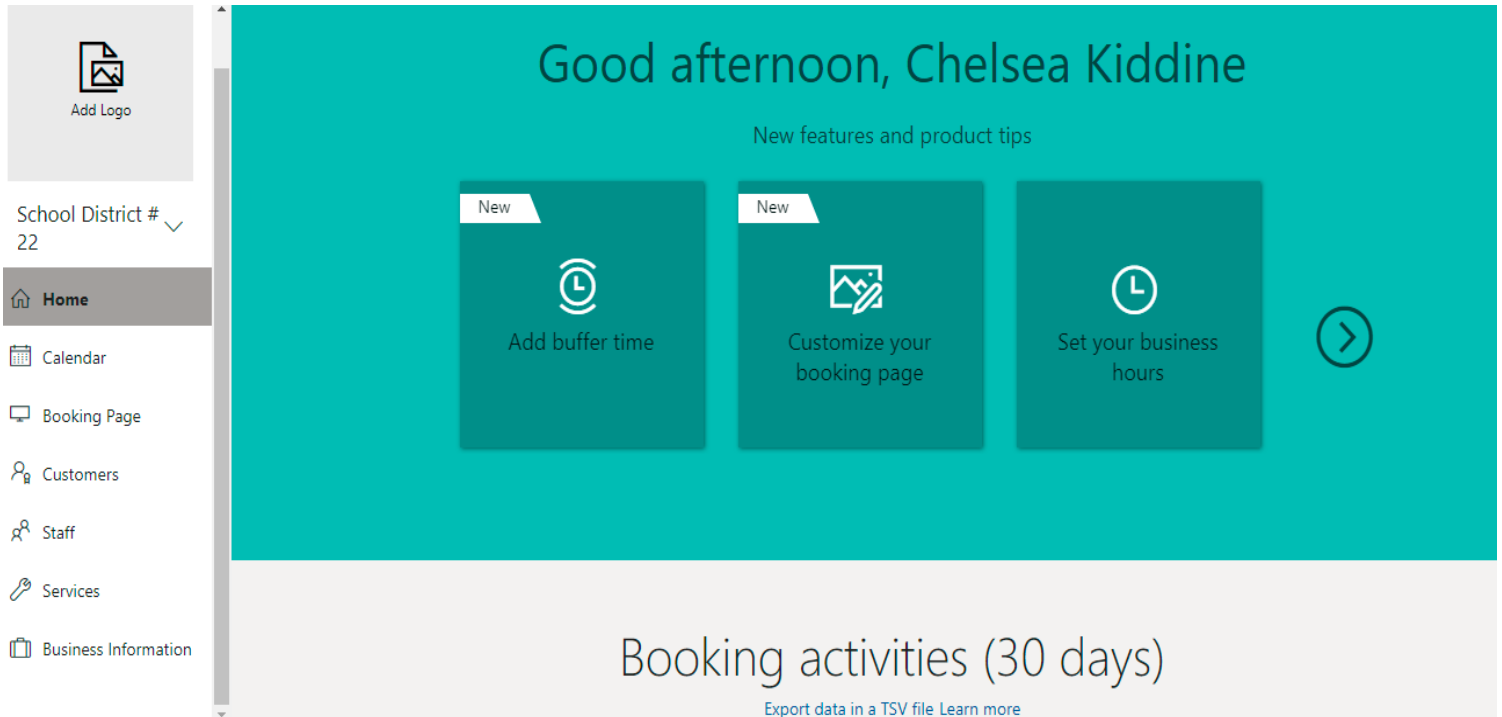 Add Logo
School District #
22
Home
Calendar
Booking Page
Customers
Staff
Services
Business Information
Good afternoon, Chelsea Kiddine
New features and product tips
New
Add buffer time
New
Customize your
booking page
Set your business
hours
Booking activities (30 days)
Export data in a TSV file Learn more